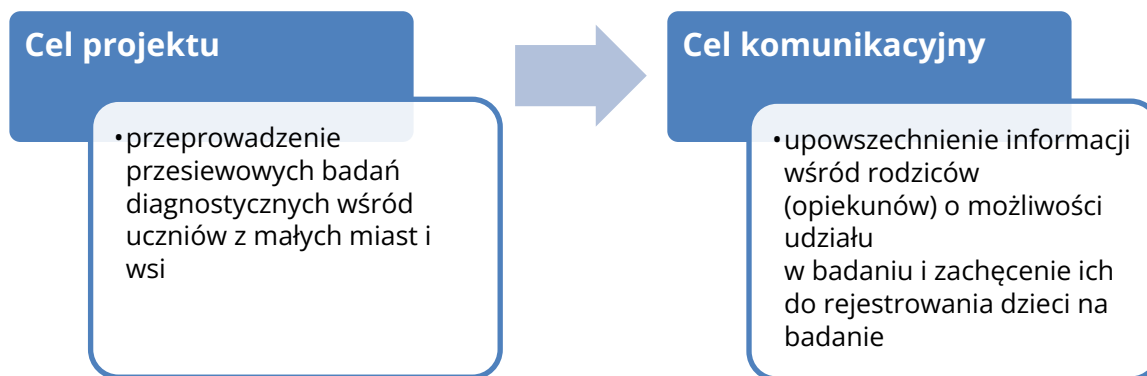 Cel projektu
•przeprowadzenie
przesiewowych badań
diagnostycznych wśród
uczniów z małych miast i
wsi
Cel komunikacyjny
•upowszechnienie informacji
wśród rodziców
(opiekunów) o możliwości
udziału
w badaniu i zachęcenie ich
do rejestrowania dzieci na
badanie